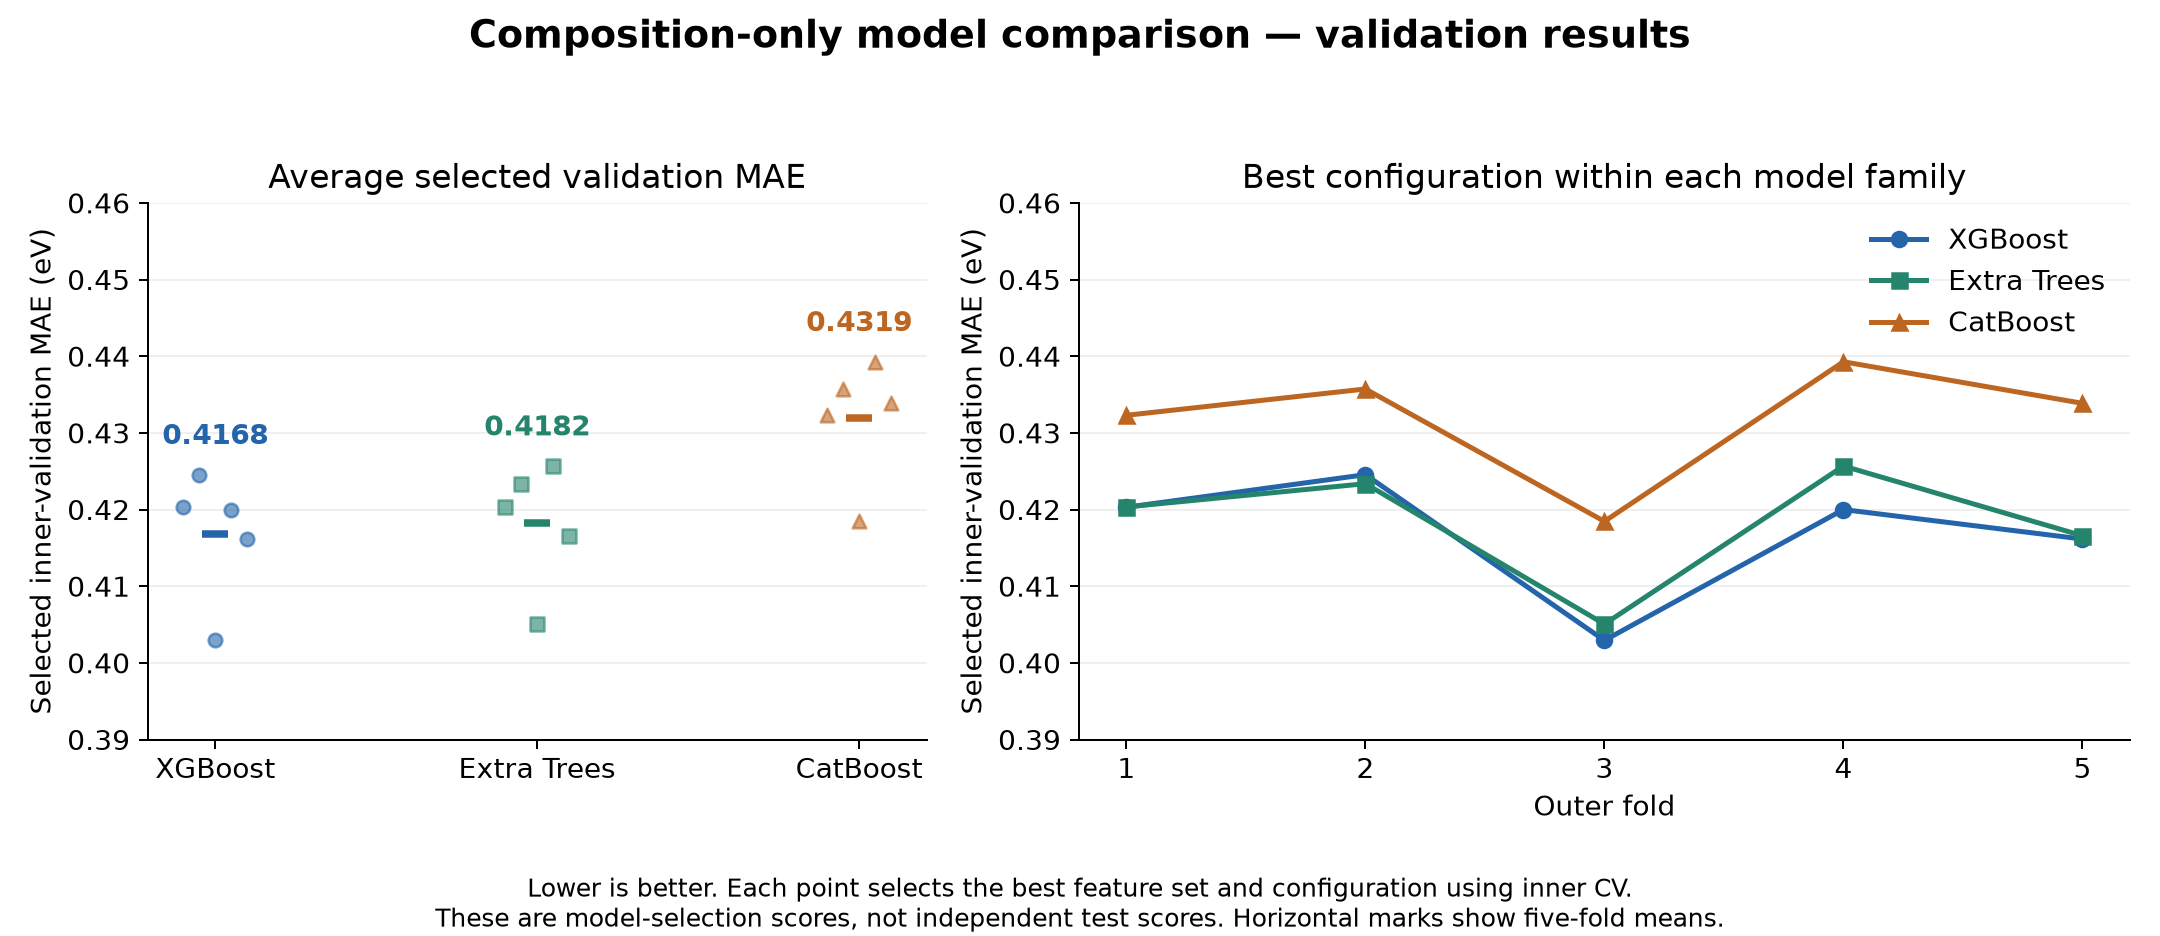 Composition-only model comparison — validation results
Average selected validation MAE
Selected inner-validation MAE (eV)
0.46
0.45
0.44
0.43
0.42
0.41
0.40
0.39
0.4168
0.4182
0.4319
XGBoost
Extra Trees
CatBoost
Best configuration within each model family
Selected inner-validation MAE (eV)
0.46
0.45
0.44
0.43
0.42
0.41
0.40
0.39
XGBoost
Extra Trees
CatBoost
1
2
3
4
5
Outer fold
Lower is better. Each point selects the best feature set and configuration using inner CV.
These are model-selection scores, not independent test scores. Horizontal marks show five-fold means.